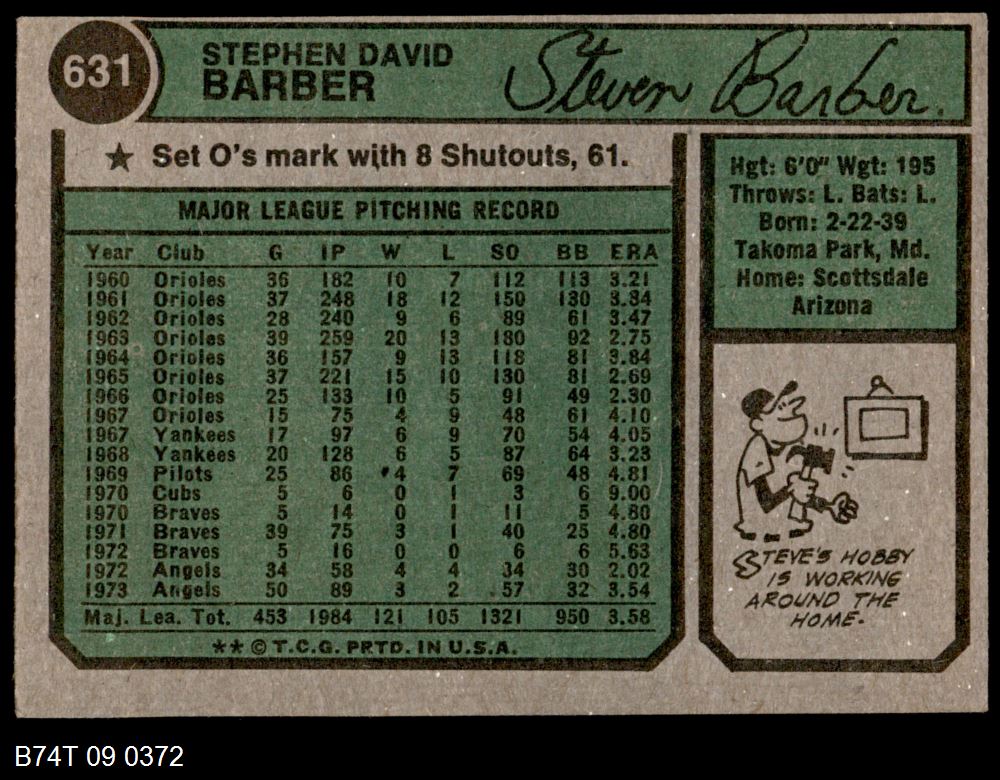 631
STEPHEN DAVID
BARBER
Steven Barber.
★ Set O's mark with 8 Shutouts, 61.
MAJOR LEAGUE PITCHING RECORD
Year Club G IP W L SO BB ERA
1960 Orioles 36 182 10 7 112 113 3.21
1961 Orioles 37 248 18 12 150 130 3.34
1962 Orioles 28 240 9 6 89 61 3.47
1963 Orioles 39 259 20 13 180 92 2.75
1964 Orioles 36 157 9 13 118 81 3.84
1965 Orioles 37 221 15 10 130 81 2.69
1966 Orioles 25 133 10 5 91 49 2.30
1967 Orioles 15 75 4 9 48 61 4.10
1967 Yankees 17 97 6 9 70 54 4.05
1968 Yankees 20 128 6 5 87 64 3.23
1969 Pilots 25 86 4 7 69 48 4.81
1970 Cubs 5 6 0 1 3 6 9.00
1970 Braves 5 14 0 1 11 5 4.80
1971 Braves 39 75 3 1 40 25 4.80
1972 Braves 5 16 0 0 6 6 5.63
1972 Angels 34 58 4 4 34 30 2.02
1973 Angels 50 89 3 2 57 32 3.54
Maj. Lea. Tot. 453 1984 121 105 1321 950 3.58
** © T.C.G. PRTD. IN U.S.A.
Hgt: 6'0" Wgt: 195
Throws: L. Bats: L.
Born: 2-22-39
Takoma Park, Md.
Home: Scottsdale
Arizona
STEVE'S HOBBY
IS WORKING
AROUND THE
HOME.
B74T 09 0372